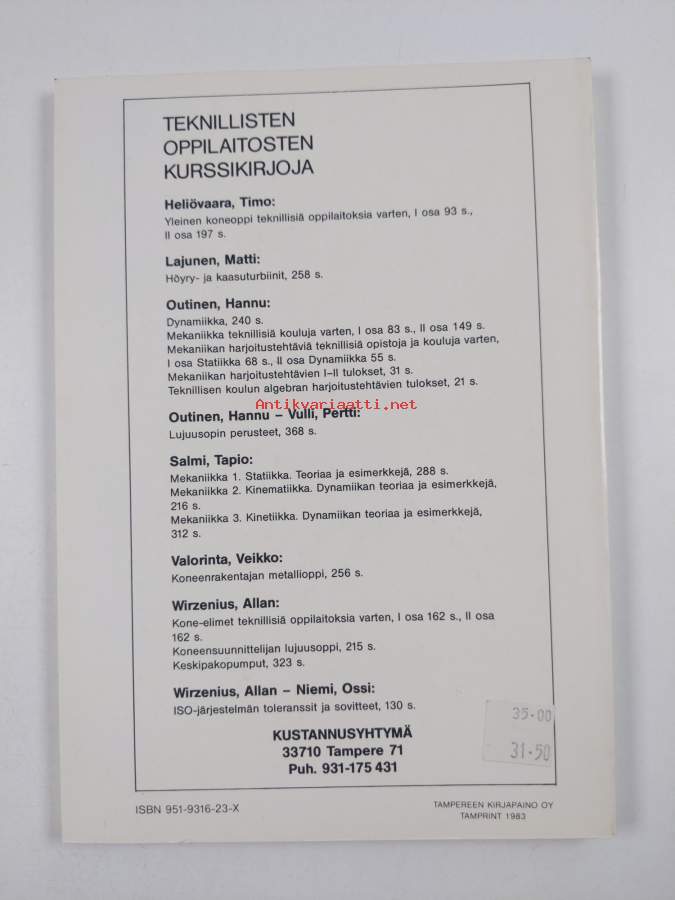 TEKNILLISTEN
OPPILAITOSTEN
KURSSIKIRJOJA
Heliövaara, Timo:
Yleinen koneoppi teknillisiä oppilaitoksia varten, I osa 93 s.,
II osa 197 s.
Lajunen, Matti:
Höyry- ja kaasuturbiinit, 258 s.
Outinen, Hannu:
Dynamiikka, 240 s.
Mekaniikka teknillisiä kouluja varten, I osa 83 s., II osa 149 s.
Mekaniikan harjoitustehtäviä teknillisiä opistoja ja kouluja varten,
I osa Statiikka 68 s., II osa Dynamiikka 55 s.
Mekaniikan harjoitustehtävien I–II tulokset, 31 s.
Teknillisen koulun algebran harjoitustehtävien tulokset, 21 s.
Antikvariaatti.net
Outinen, Hannu – Vulli, Pertti:
Lujuusopin perusteet, 368 s.
Salmi, Tapio:
Mekaniikka 1. Statiikka. Teoriaa ja esimerkkejä, 288 s.
Mekaniikka 2. Kinematiikka. Dynamiikan teoriaa ja esimerkkejä,
216 s.
Mekaniikka 3. Kinetiikka. Dynamiikan teoriaa ja esimerkkejä,
312 s.
Valorinta, Veikko:
Koneenrakentajan metallioppi, 256 s.
Wirzenius, Allan:
Kone-elimet teknillisiä oppilaitoksia varten, I osa 162 s., II osa
162 s.
Koneensuunnittelijan lujuusoppi, 215 s.
Keskipakopumput, 323 s.
Wirzenius, Allan – Niemi, Ossi:
ISO-järjestelmän toleranssit ja sovitteet, 130 s.
35-00
31-50
KUSTANNUSYHTYMÄ
33710 Tampere 71
Puh. 931-175 431
ISBN 951-9316-23-X
TAMPEREEN KIRJAPAINO OY
TAMPRINT 1983